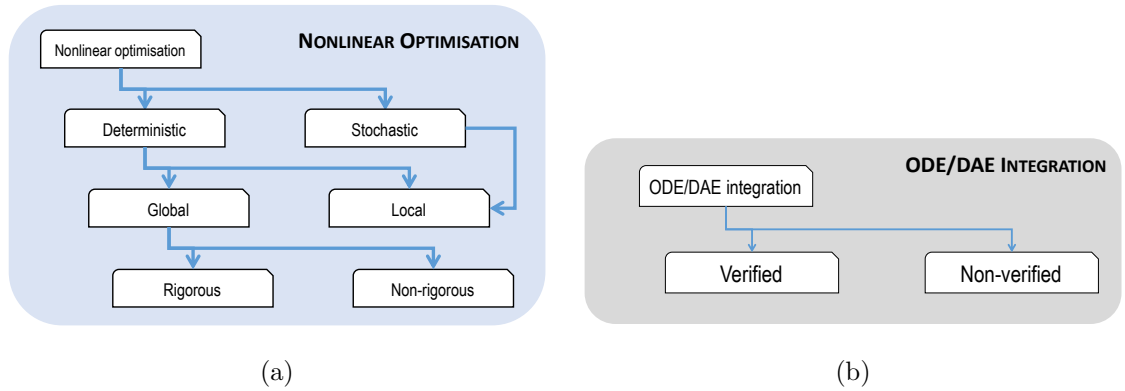 NONLINEAR OPTIMISATION
Nonlinear optimisation
Deterministic
Stochastic
Global
Local
Rigorous
Non-rigorous
(a)
ODE/DAE INTEGRATION
ODE/DAE integration
Verified
Non-verified
(b)